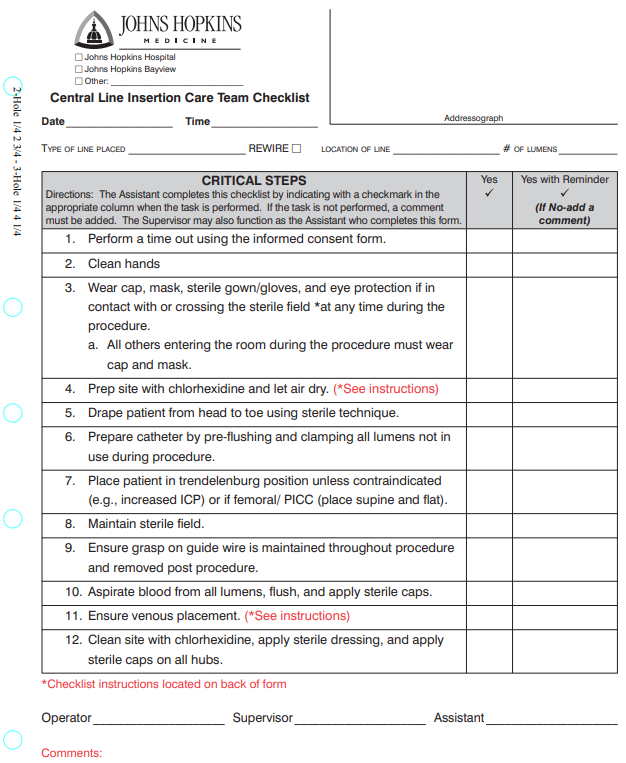 JOHNS HOPKINS
MEDICINE
Johns Hopkins Hospital
Johns Hopkins Bayview
Other:
Central Line Insertion Care Team Checklist
Date Time
Addressograph
TYPE OF LINE PLACED REWIRE LOCATION OF LINE # OF LUMENS
2-Hole 1/4 2 3/4 - 3-Hole 1/4 4 1/4
CRITICAL STEPS
Directions: The Assistant completes this checklist by indicating with a checkmark in the
appropriate column when the task is performed. If the task is not performed, a comment
must be added. The Supervisor may also function as the Assistant who completes this form.
Yes
✓
Yes with Reminder
✓
(If No-add a
comment)
1. Perform a time out using the informed consent form.
2. Clean hands
3. Wear cap, mask, sterile gown/gloves, and eye protection if in
contact with or crossing the sterile field *at any time during the
procedure.
a. All others entering the room during the procedure must wear
cap and mask.
4. Prep site with chlorhexidine and let air dry. (*See instructions)
5. Drape patient from head to toe using sterile technique.
6. Prepare catheter by pre-flushing and clamping all lumens not in
use during procedure.
7. Place patient in trendelenburg position unless contraindicated
(e.g., increased ICP) or if femoral/ PICC (place supine and flat).
8. Maintain sterile field.
9. Ensure grasp on guide wire is maintained throughout procedure
and removed post procedure.
10. Aspirate blood from all lumens, flush, and apply sterile caps.
11. Ensure venous placement. (*See instructions)
12. Clean site with chlorhexidine, apply sterile dressing, and apply
sterile caps on all hubs.
*Checklist instructions located on back of form
Operator Supervisor Assistant
Comments: